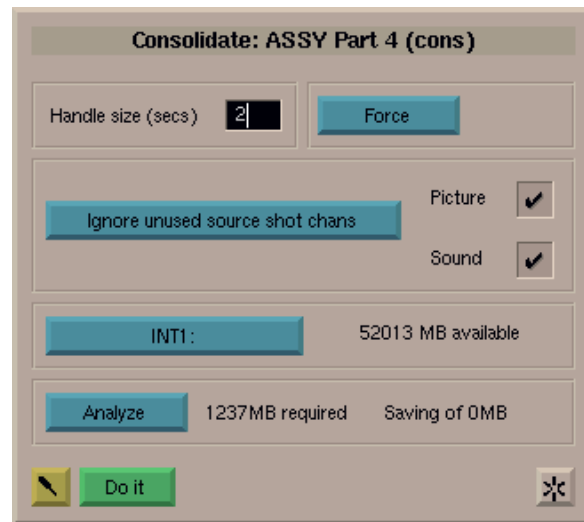 Consolidate: ASSY Part 4 (cons)
Handle size (secs) 2 Force
Picture
Ignore unused source shot chans
Sound
INT1: 52013 MB available
Analyze 1237MB required Saving of 0MB
Do it